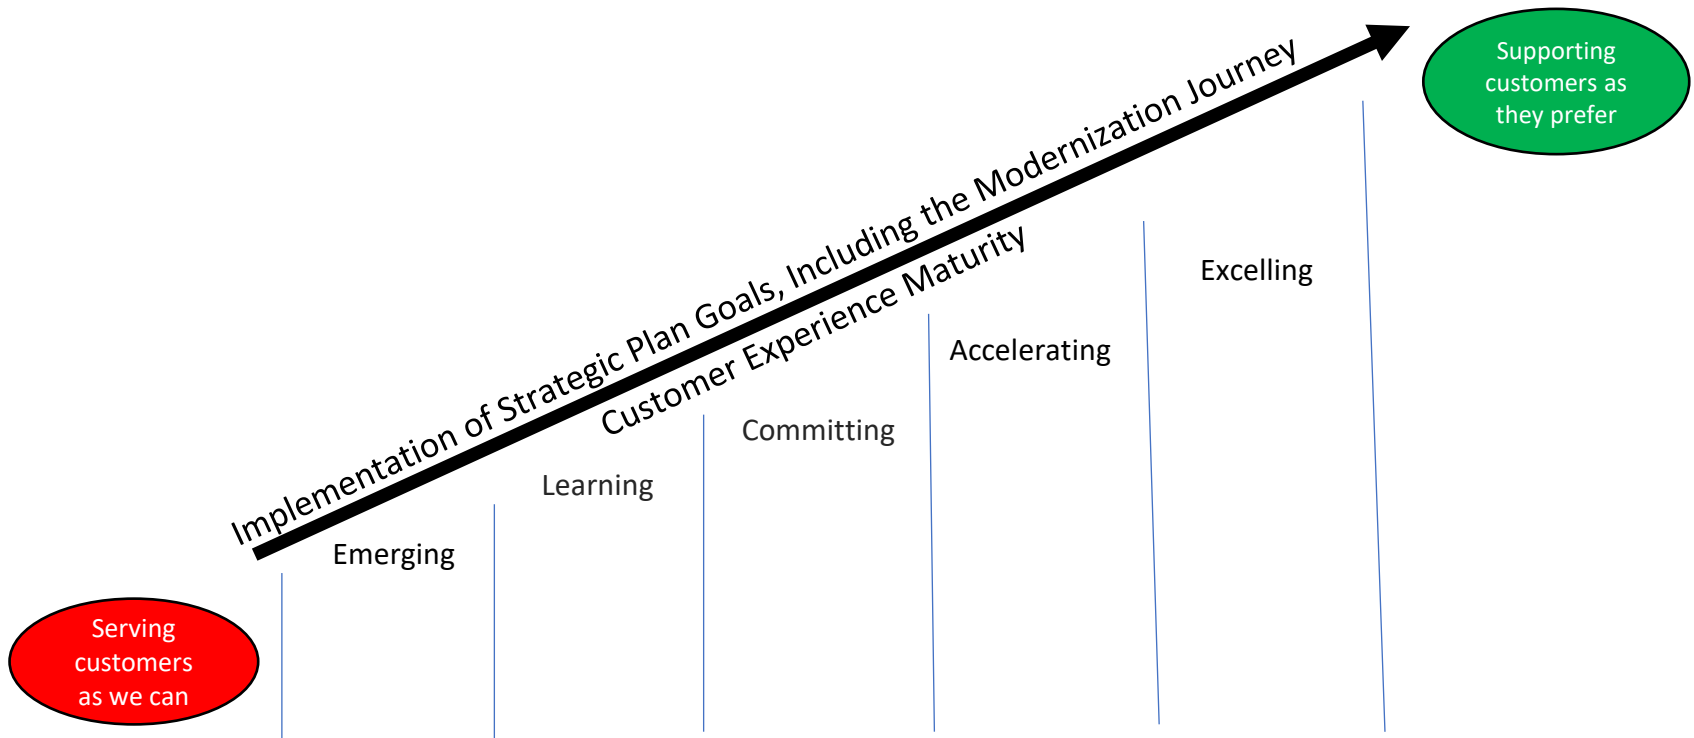 Implementation of Strategic Plan Goals, Including the Modernization Journey
Customer Experience Maturity
Supporting
customers as
they prefer
Excelling
Accelerating
Committing
Learning
Emerging
Serving
customers
as we can